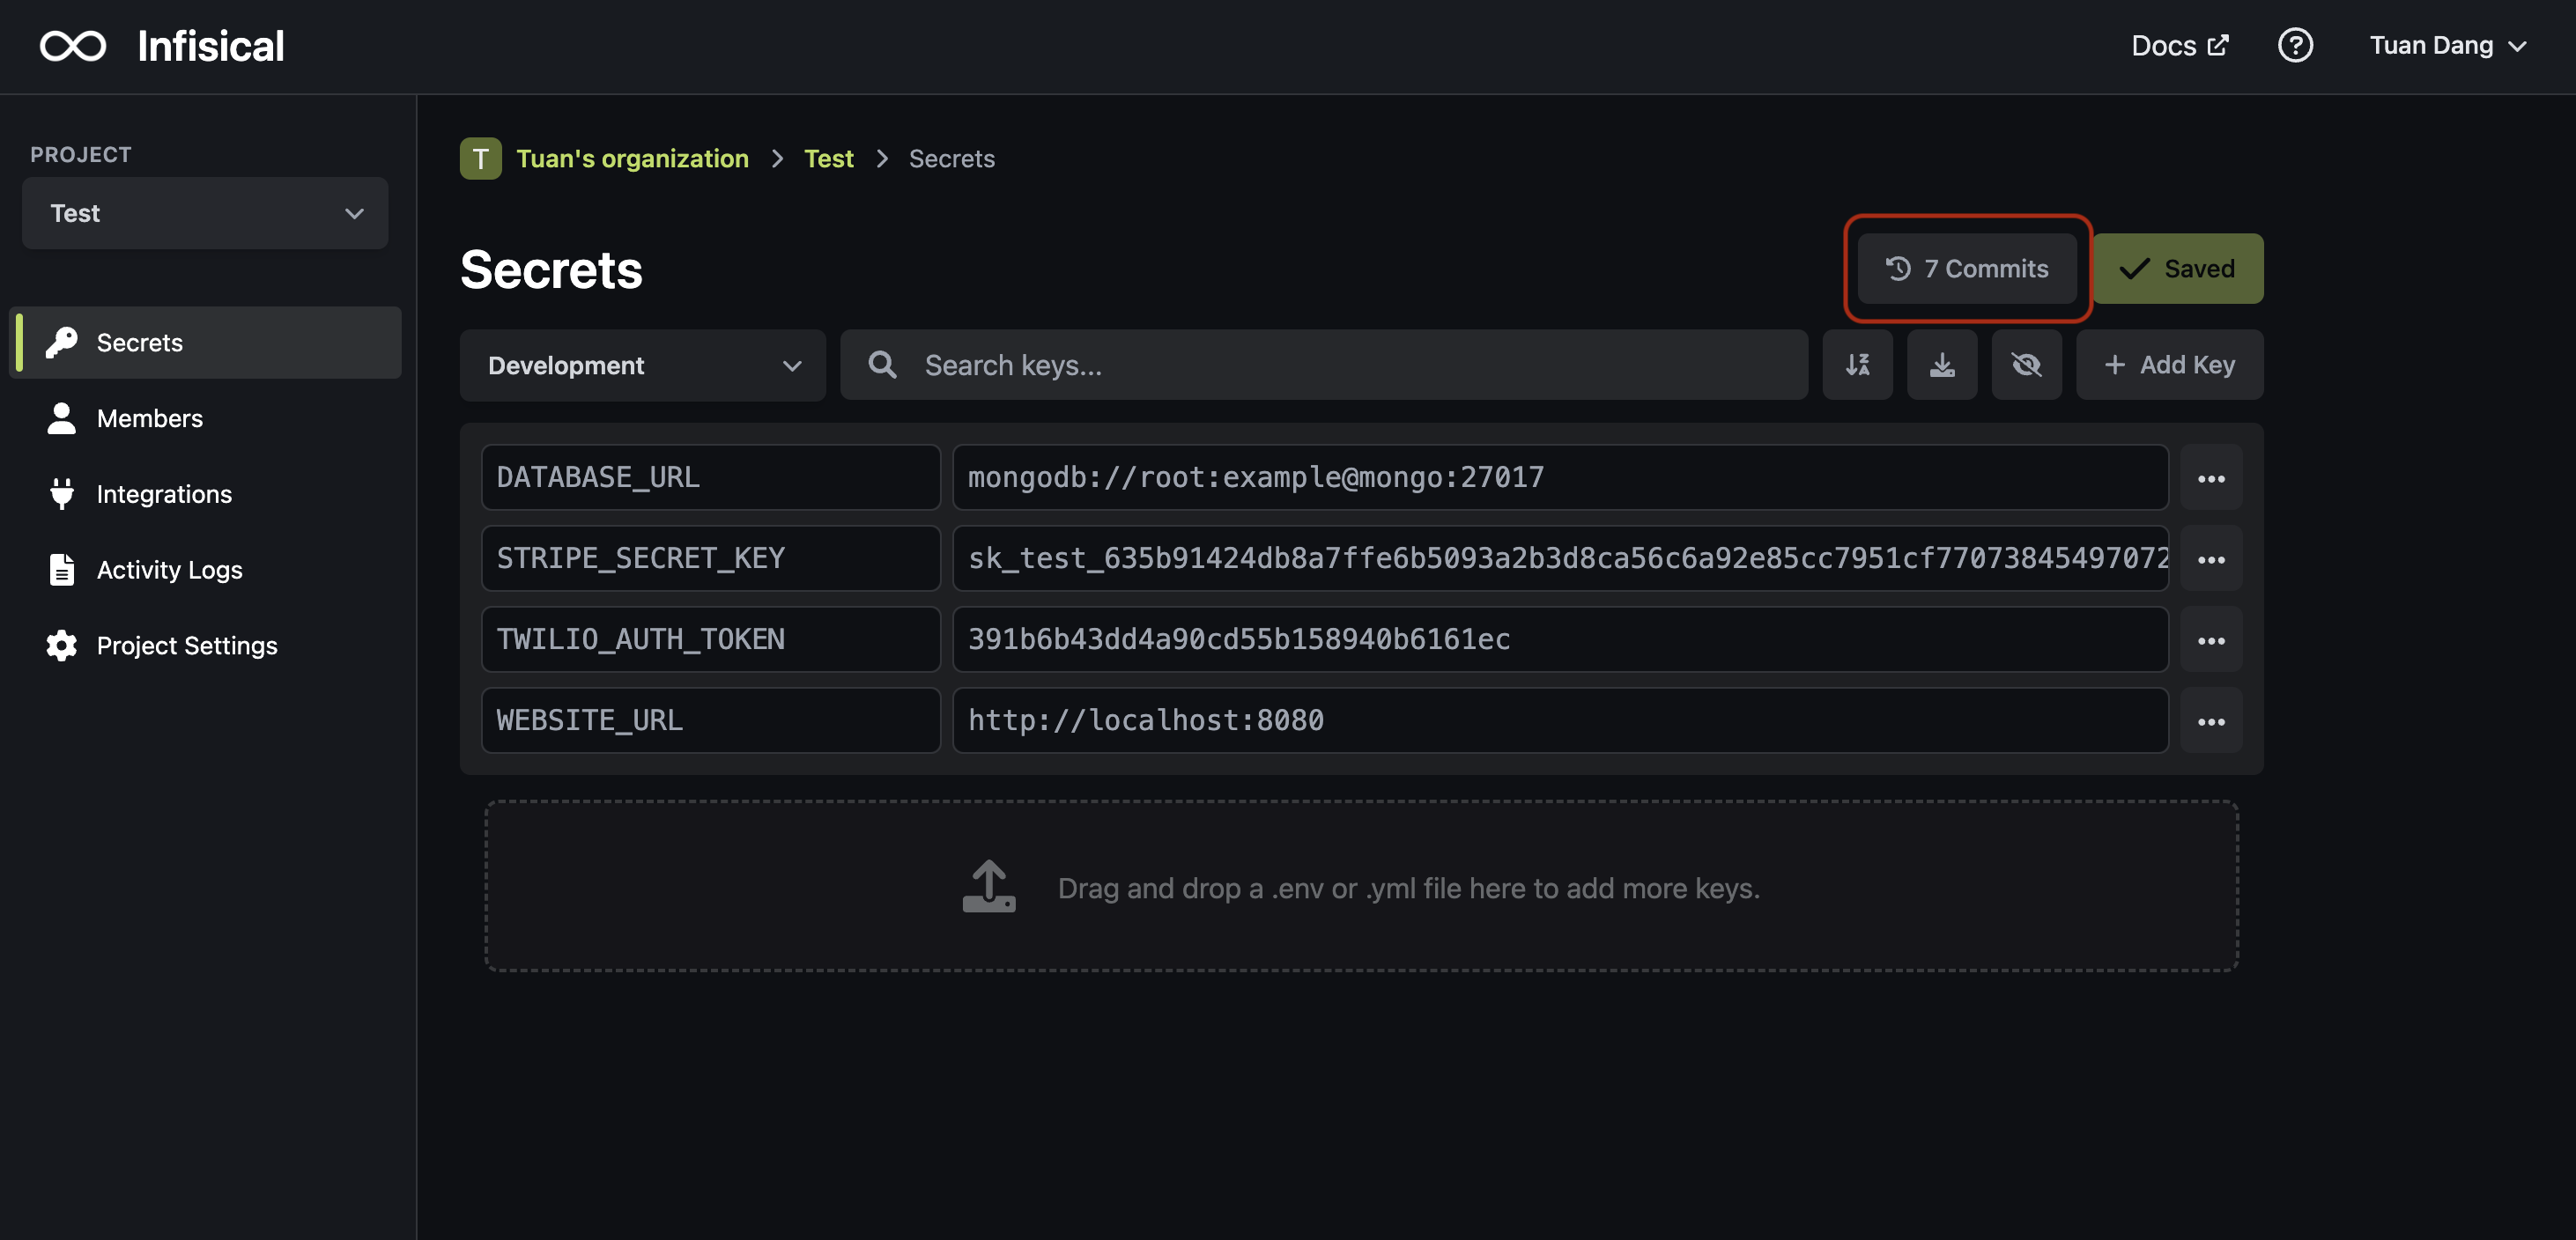 Infisical
Docs
Tuan Dang
PROJECT
Test
Secrets
Members
Integrations
Activity Logs
Project Settings
T Tuan's organization > Test > Secrets
Secrets
7 Commits
Saved
Development
Search keys...
Add Key
DATABASE_URL mongodb://root:example@mongo:27017
STRIPE_SECRET_KEY sk_test_635b91424db8a7ffe6b5093a2b3d8ca56c6a92e85cc7951cf77073845497072
TWILIO_AUTH_TOKEN 391b6b43dd4a90cd55b158940b6161ec
WEBSITE_URL http://localhost:8080
Drag and drop a .env or .yml file here to add more keys.